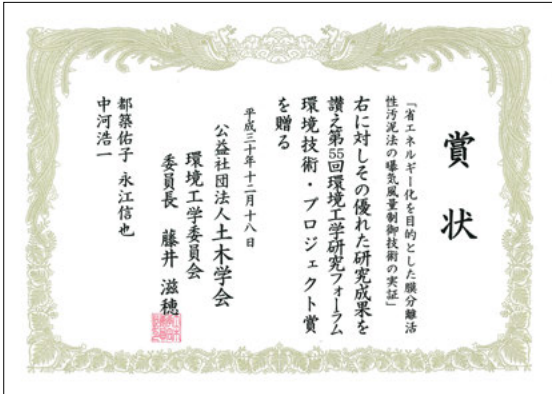 賞状
「省エネルギー化を目的とした膜分離活
性汚泥法の曝気風量制御技術の実証」
右に対しその優れた研究成果を
讃え第55回環境工学研究フォーラム
環境技術・プロジェクト賞
を贈る
平成三十年十二月十八日
公益社団法人土木学会
環境工学委員会
委員長 藤井滋穂
都築佑子 永江信也
中河浩一